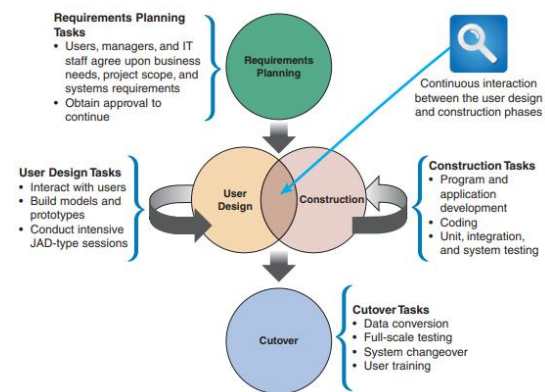 Requirements Planning
Tasks
• Users, managers, and IT
staff agree upon business
needs, project scope, and
systems requirements
• Obtain approval to
continue
Requirements
Planning
Continuous interaction
between the user design
and construction phases
User Design Tasks
• Interact with users
• Build models and
prototypes
• Conduct intensive
JAD-type sessions
User
Design
Construction
Construction Tasks
• Program and
application
development
• Coding
• Unit, integration,
and system testing
Cutover
Cutover Tasks
• Data conversion
• Full-scale testing
• System changeover
• User training